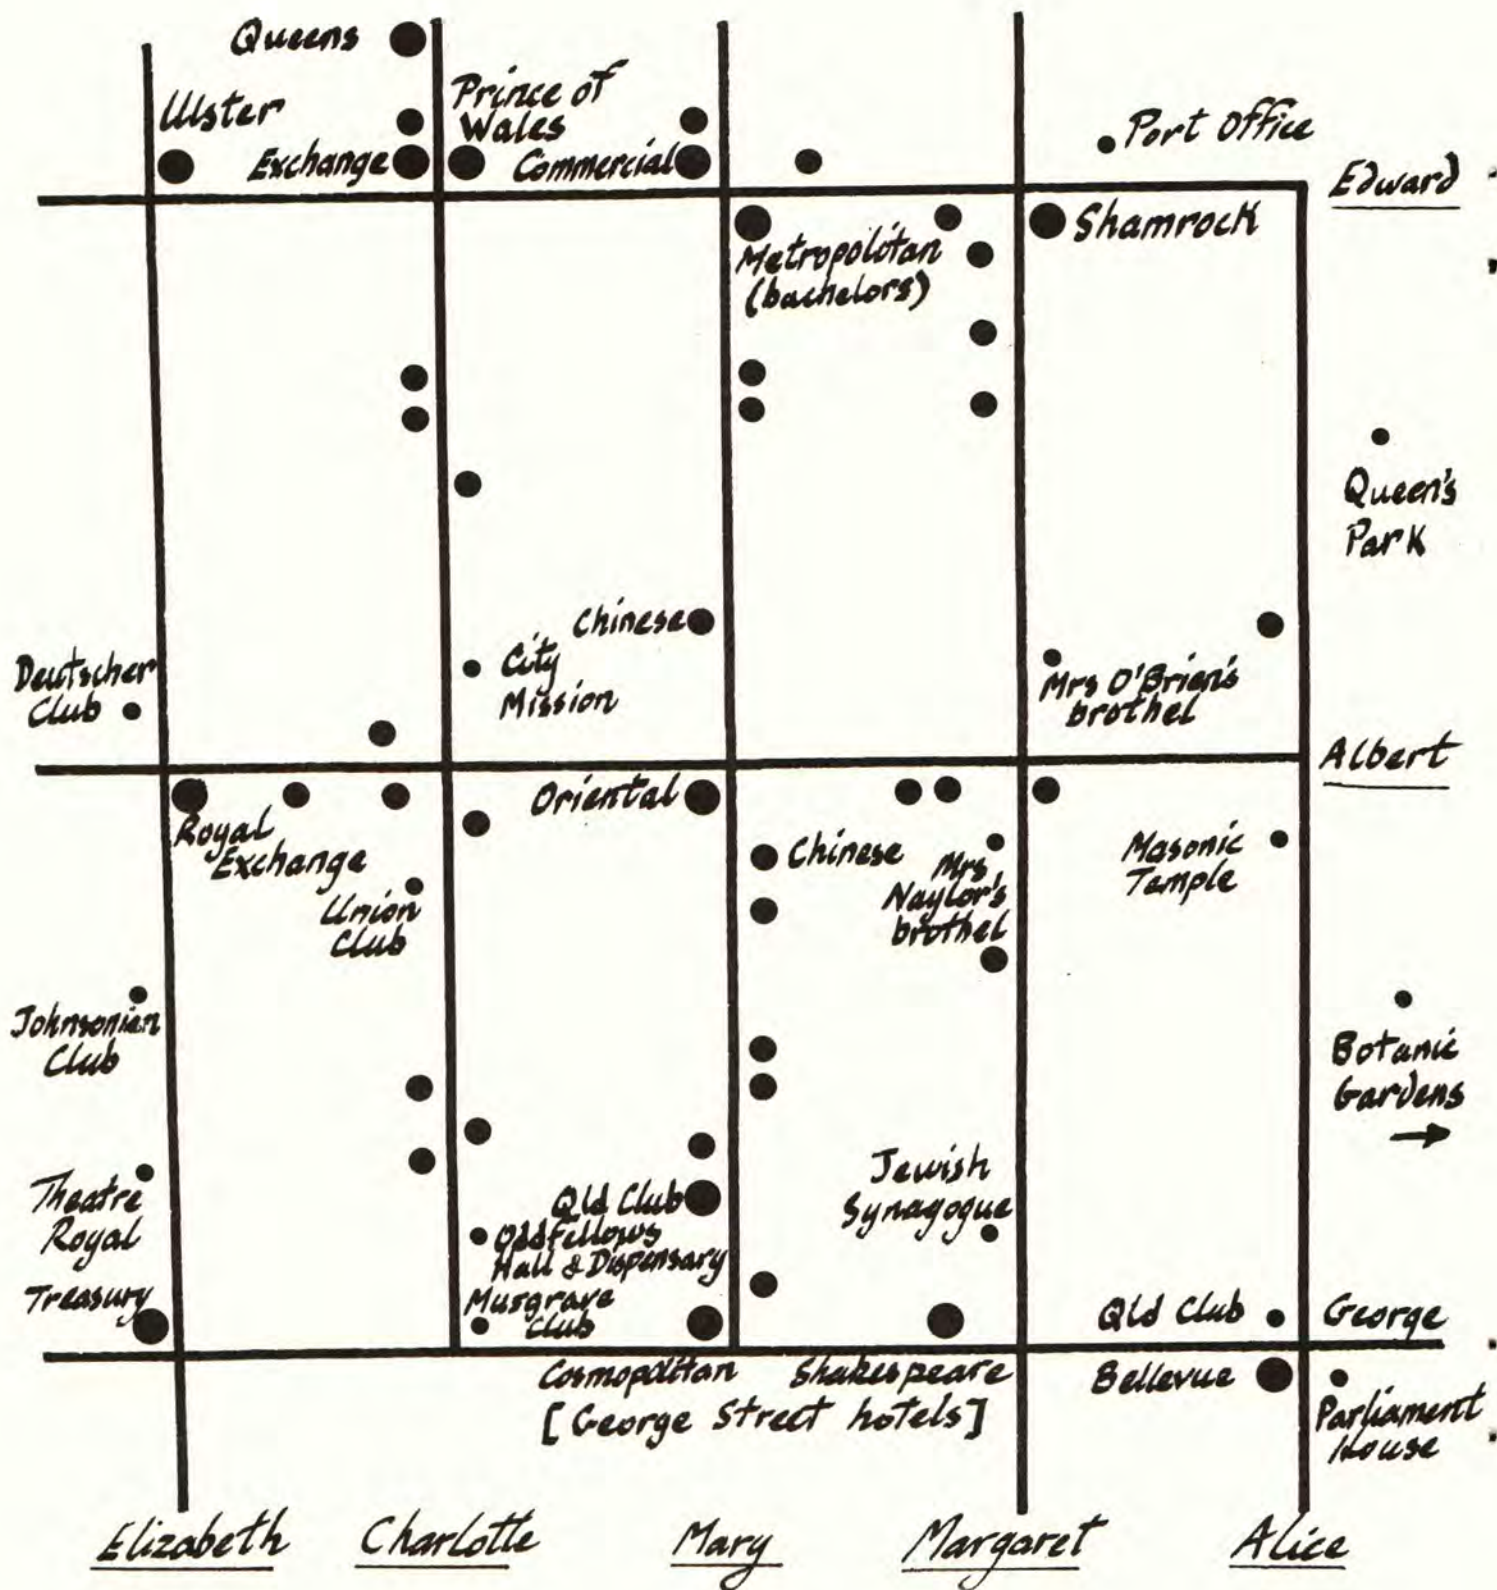 Queens
Ulster
Prince of
Wales
Port Office
Exchange
Commercial
Edward
Shamrock
Metropolitan
(bachelors)
Queen's
Park
Chinese
City
Mission
Deutscher
Club
Mrs O'Brien's
brothel
Albert
Oriental
Royal
Exchange
Chinese
Masonic
Temple
Mrs
Naylor's
brothel
Union
Club
Johnsonian
Club
Botanic
Gardens
Jewish
Synagogue
Theatre
Royal
Qld Club
Oddfellows
Hall & Dispensary
Treasury
Musgrave
Club
Qld Club
George
Cosmopolitan
Shakespeare
Bellevue
[George Street hotels]
Parliament
House
Elizabeth
Charlotte
Mary
Margaret
Alice